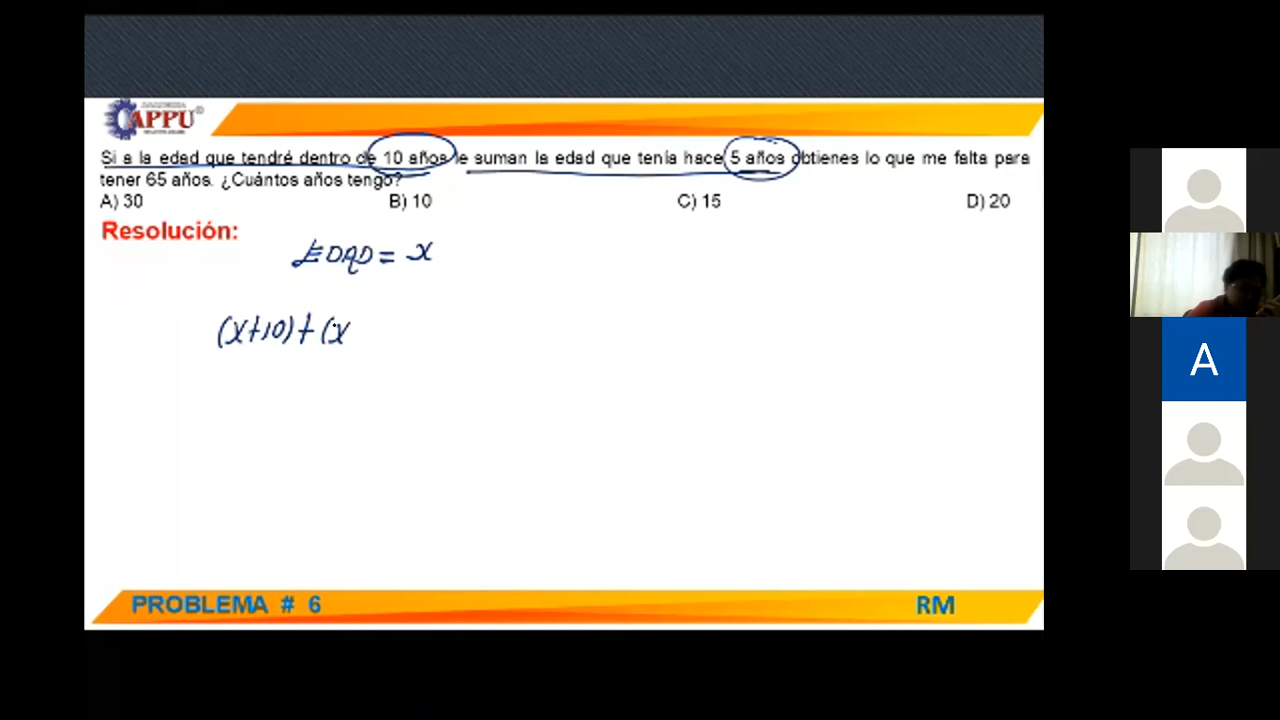 APPU®
Si a la edad que tendré dentro de 10 años le suman la edad que tenía hace 5 años obtienes lo que me falta para
tener 65 años. ¿Cuántos años tengo?
A) 30 B) 10 C) 15 D) 20
Resolución:
EDAD = x
(x+10)+(x
A
PROBLEMA # 6 RM